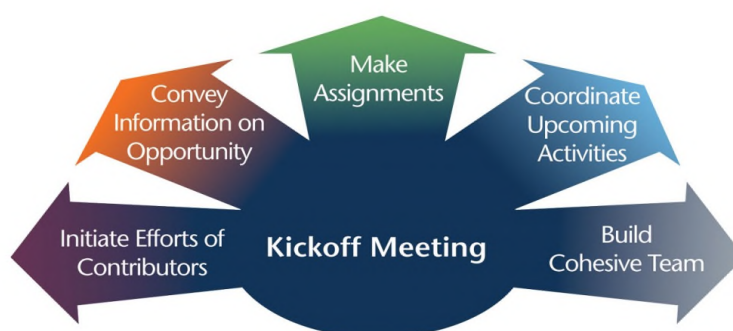 Make
Assignments
Convey
Information on
Opportunity
Coordinate
Upcoming
Activities
Initiate Efforts of
Contributors
Kickoff Meeting
Build
Cohesive Team